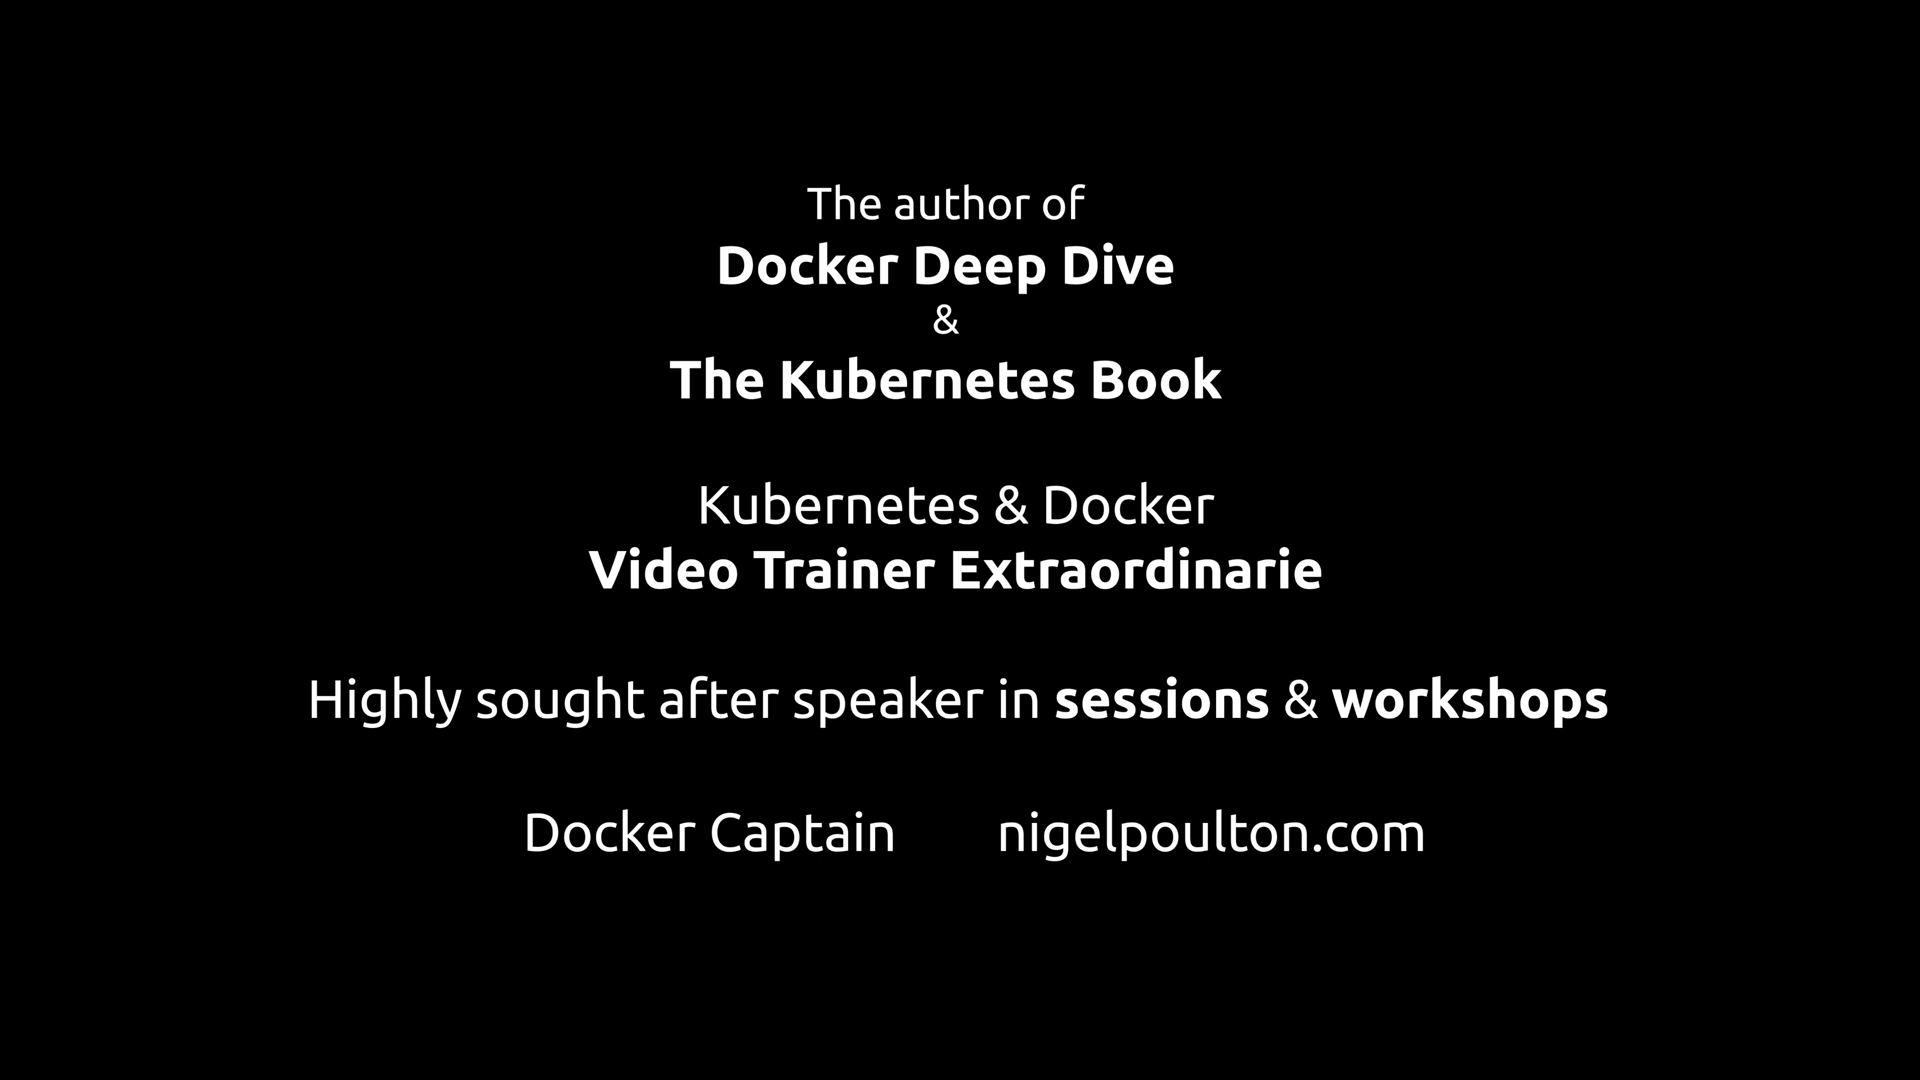 The author of
Docker Deep Dive
&
The Kubernetes Book
Kubernetes & Docker
Video Trainer Extraordinarie
Highly sought after speaker in sessions & workshops
Docker Captain nigelpoulton.com